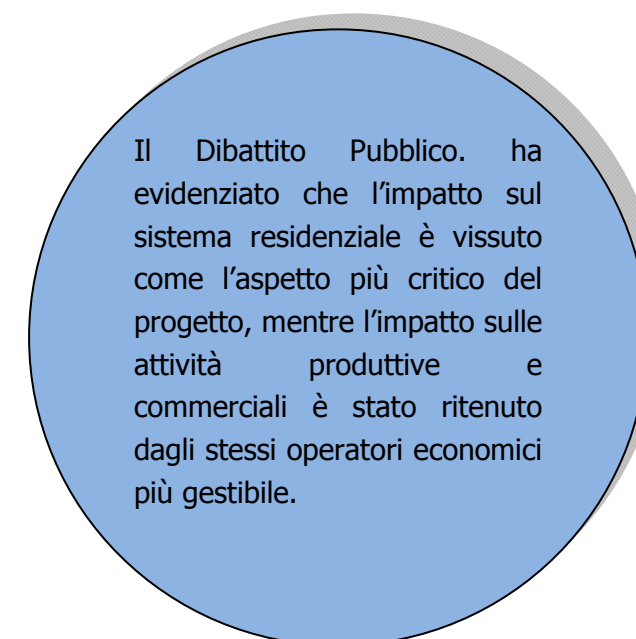 Il Dibattito Pubblico. ha
evidenziato che l’impatto sul
sistema residenziale è vissuto
come l’aspetto più critico del
progetto, mentre l’impatto sulle
attività produttive e
commerciali è stato ritenuto
dagli stessi operatori economici
più gestibile.